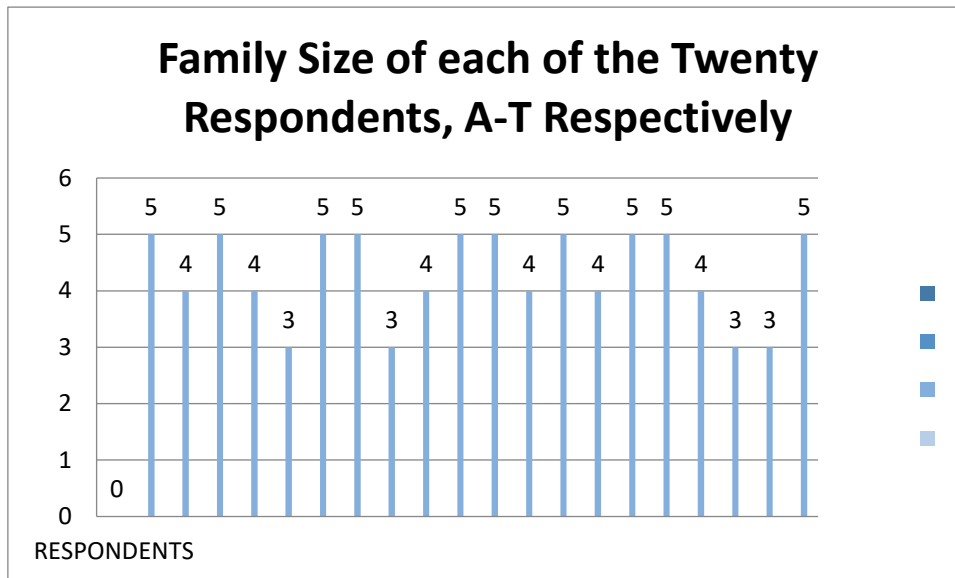 Family Size of each of the Twenty
Respondents, A-T Respectively
6
5
4
3
2
1
0
0 5 4 5 4 3 5 5 3 4 5 5 4 5 4 5 5 4 3 3 5
RESPONDENTS